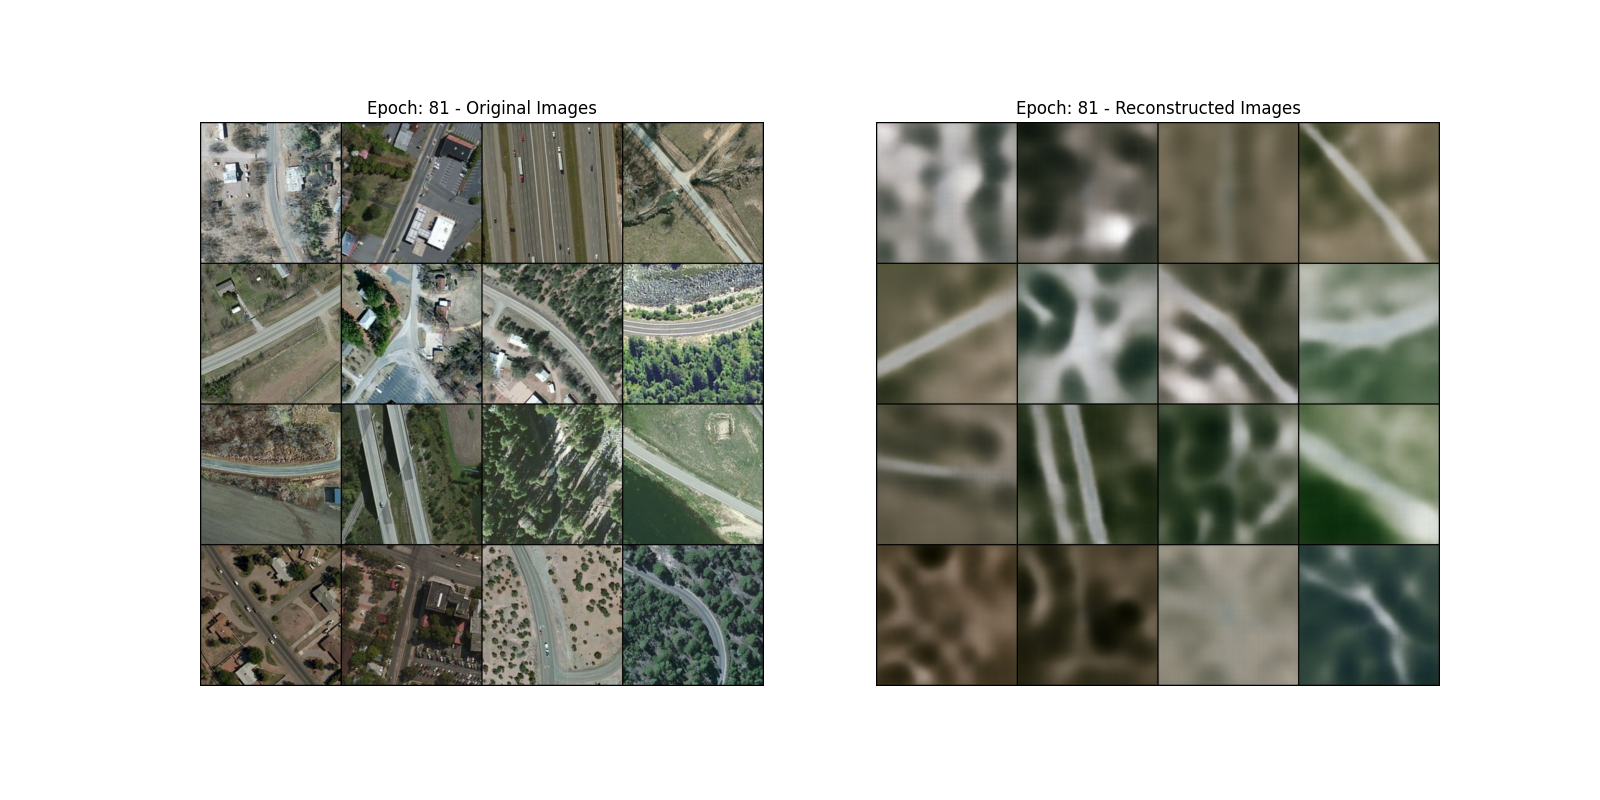 Epoch: 81 - Original Images
Epoch: 81 - Reconstructed Images